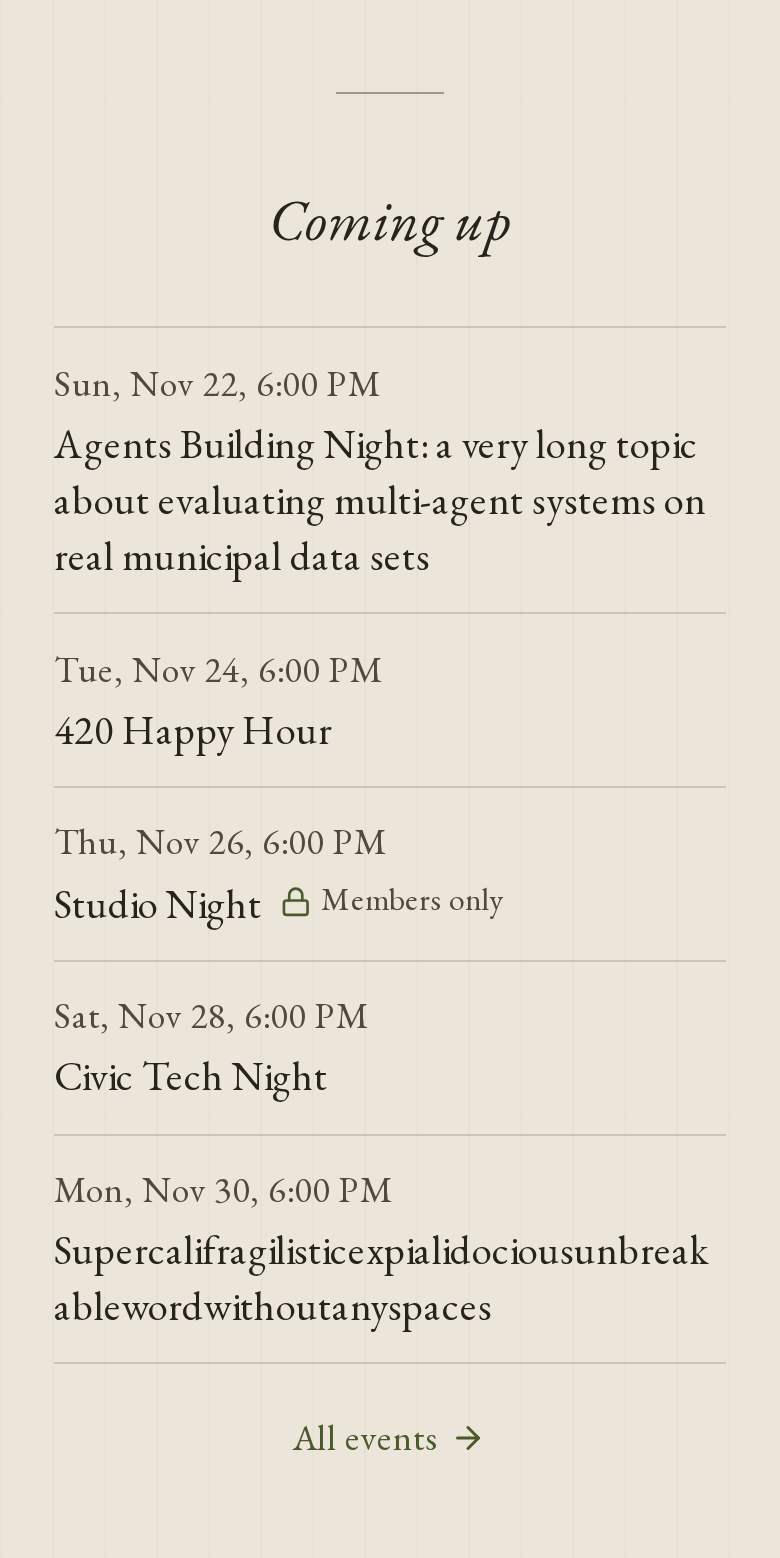 Coming up
Sun, Nov 22, 6:00 PM
Agents Building Night: a very long topic
about evaluating multi-agent systems on
real municipal data sets
Tue, Nov 24, 6:00 PM
420 Happy Hour
Thu, Nov 26, 6:00 PM
Studio Night Members only
Sat, Nov 28, 6:00 PM
Civic Tech Night
Mon, Nov 30, 6:00 PM
Supercalifragilisticexpialidociousunbreak
ablewordwithoutanyspaces
All events →